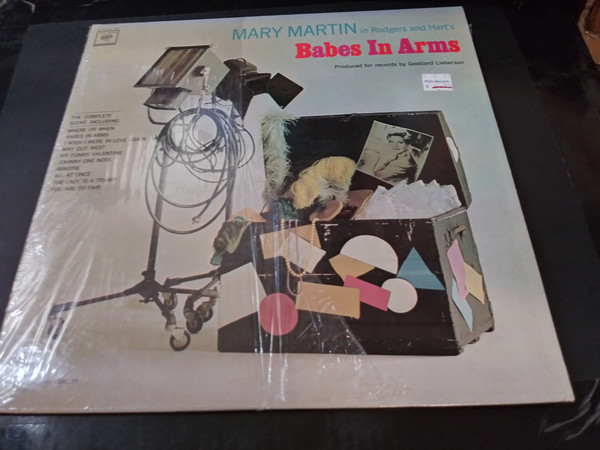 MARY MARTIN in Rodgers and Hart's
Babes In Arms
Produced for records by Goddard Lieberson
THE COMPLETE
SCORE INCLUDING
WHERE OR WHEN
BABES IN ARMS
I WISH I WERE IN LOVE AGAIN
WAY OUT WEST
MY FUNNY VALENTINE
JOHNNY ONE NOTE
IMAGINE
ALL AT ONCE
THE LADY IS A TRAMP
YOU ARE SO FAIR